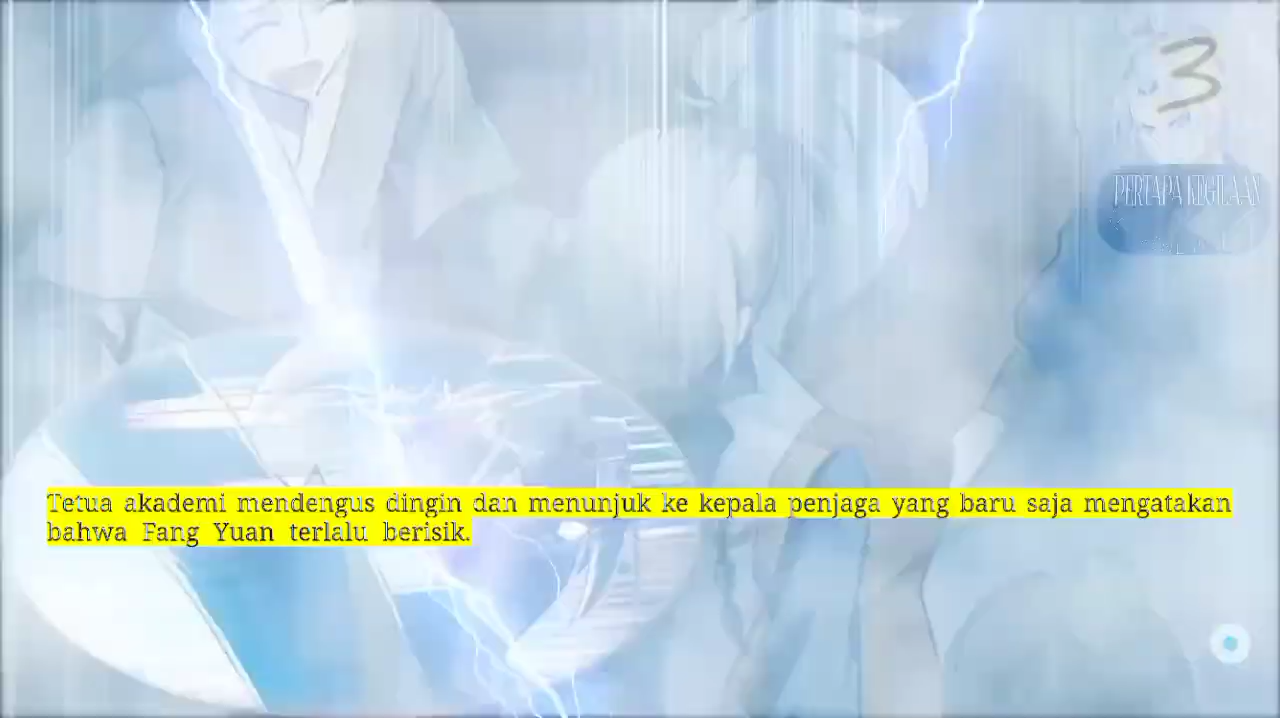 3
PERTAPA KEGILAAN
Tetua akademi mendengus dingin dan menunjuk ke kepala penjaga yang baru saja mengatakan
bahwa Fang Yuan terlalu berisik.